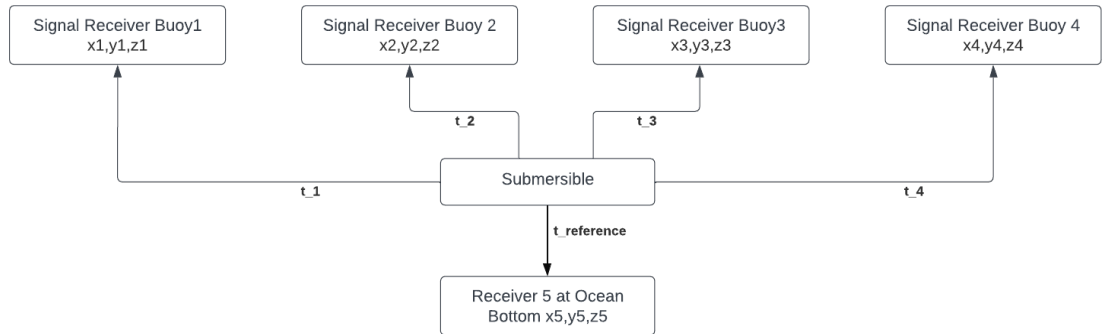 Signal Receiver Buoy1
x1,y1,z1
Signal Receiver Buoy 2
x2,y2,z2
Signal Receiver Buoy3
x3,y3,z3
Signal Receiver Buoy 4
x4,y4,z4
t_2
t_3
Submersible
t_1
t_4
t_reference
Receiver 5 at Ocean
Bottom x5,y5,z5